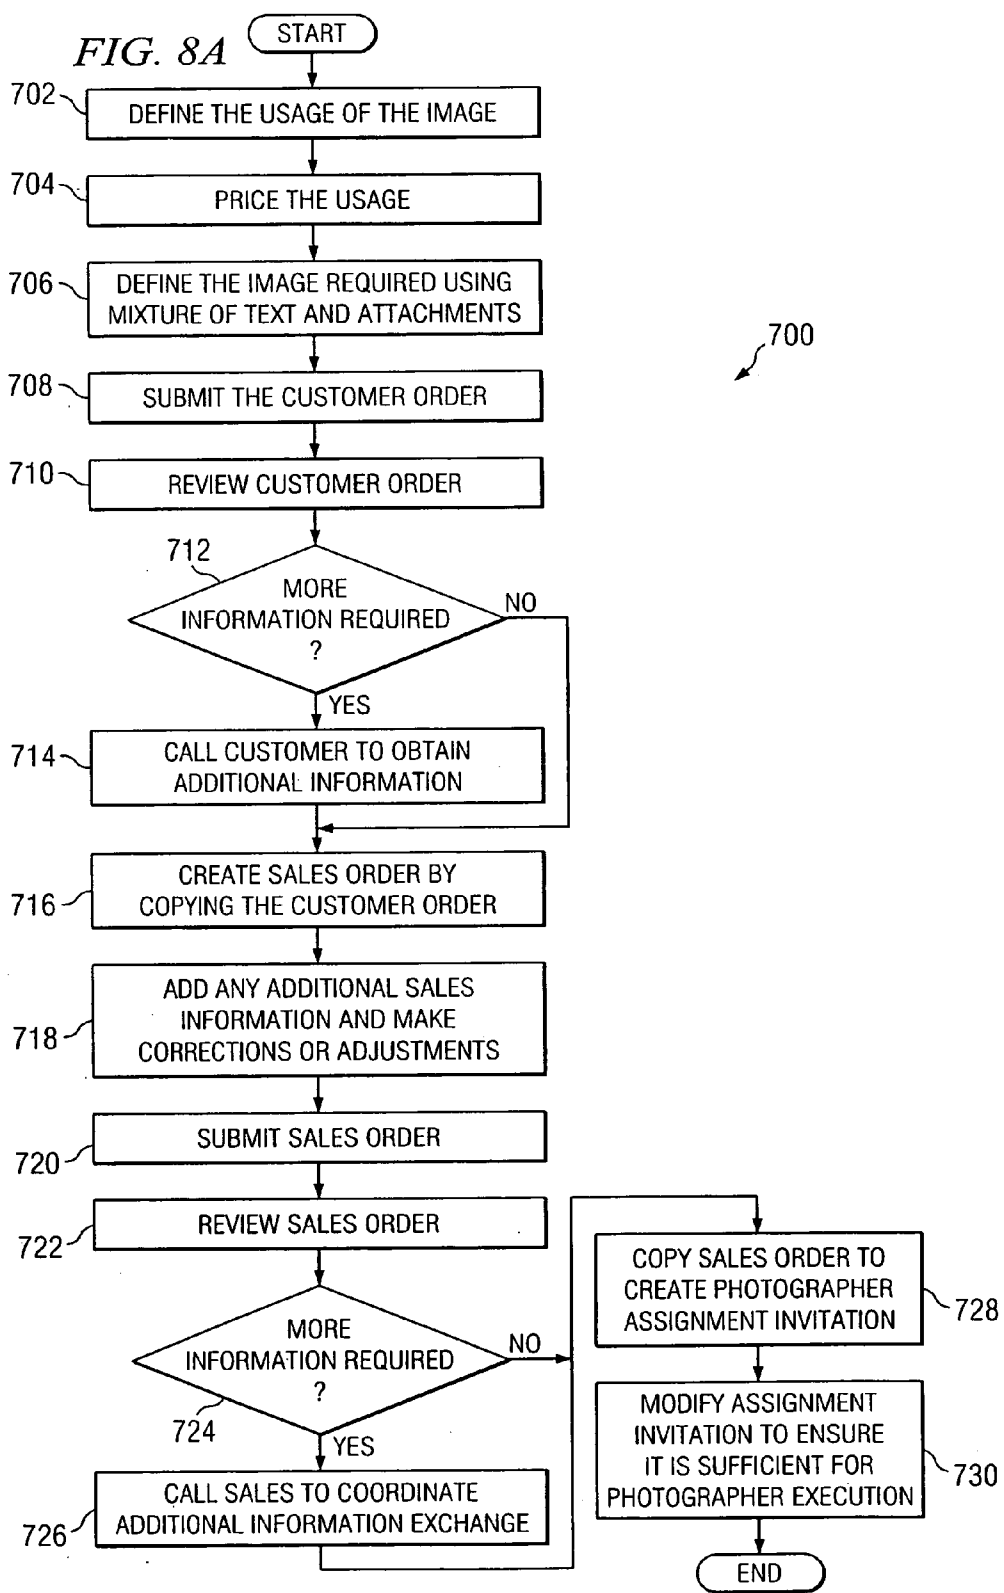 FIG. 8A
START
702
DEFINE THE USAGE OF THE IMAGE
704
PRICE THE USAGE
706
DEFINE THE IMAGE REQUIRED USING
MIXTURE OF TEXT AND ATTACHMENTS
700
708
SUBMIT THE CUSTOMER ORDER
710
REVIEW CUSTOMER ORDER
712
MORE
INFORMATION REQUIRED
?
NO
YES
714
CALL CUSTOMER TO OBTAIN
ADDITIONAL INFORMATION
716
CREATE SALES ORDER BY
COPYING THE CUSTOMER ORDER
718
ADD ANY ADDITIONAL SALES
INFORMATION AND MAKE
CORRECTIONS OR ADJUSTMENTS
720
SUBMIT SALES ORDER
722
REVIEW SALES ORDER
724
MORE
INFORMATION REQUIRED
?
NO
YES
726
CALL SALES TO COORDINATE
ADDITIONAL INFORMATION EXCHANGE
COPY SALES ORDER TO
CREATE PHOTOGRAPHER
ASSIGNMENT INVITATION
728
MODIFY ASSIGNMENT
INVITATION TO ENSURE
IT IS SUFFICIENT FOR
PHOTOGRAPHER EXECUTION
730
END